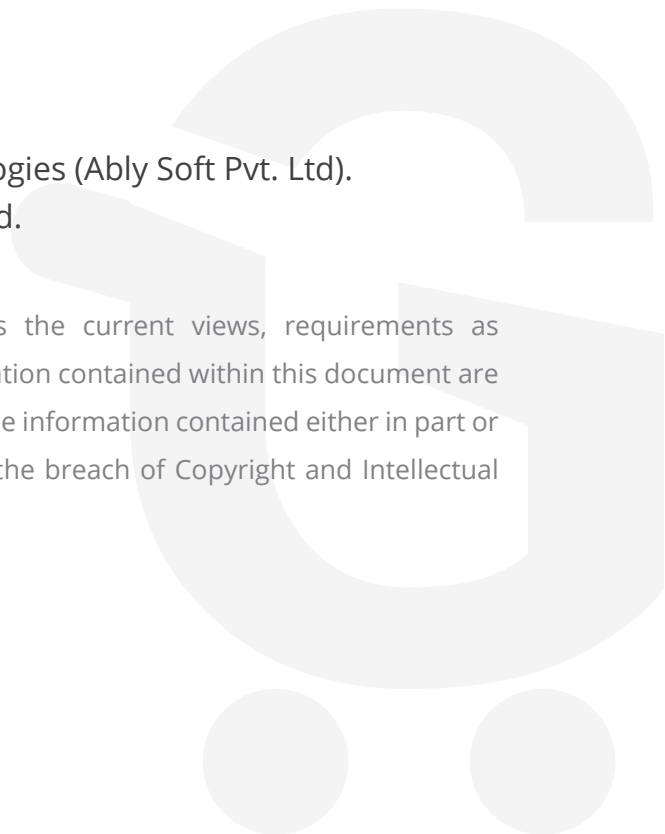 ogies (Ably Soft Pvt. Ltd).
d.
s the current views, requirements as
ation contained within this document are
e information contained either in part or
the breach of Copyright and Intellectual